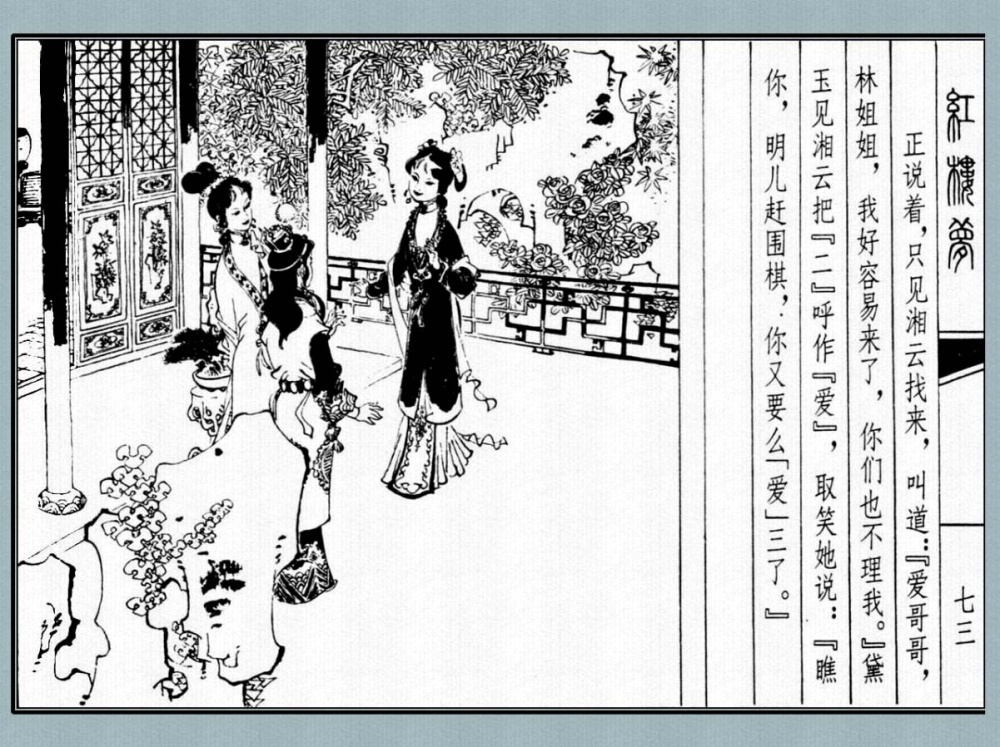 紅樓夢
七三
正说着，只见湘云找来，叫道：『爱哥哥，
林姐姐，我好容易来了，你们也不理我。』黛
玉见湘云把『二』呼作『爱』，取笑她说：『瞧
你，明儿赶围棋，你又要么「爱」三了。』